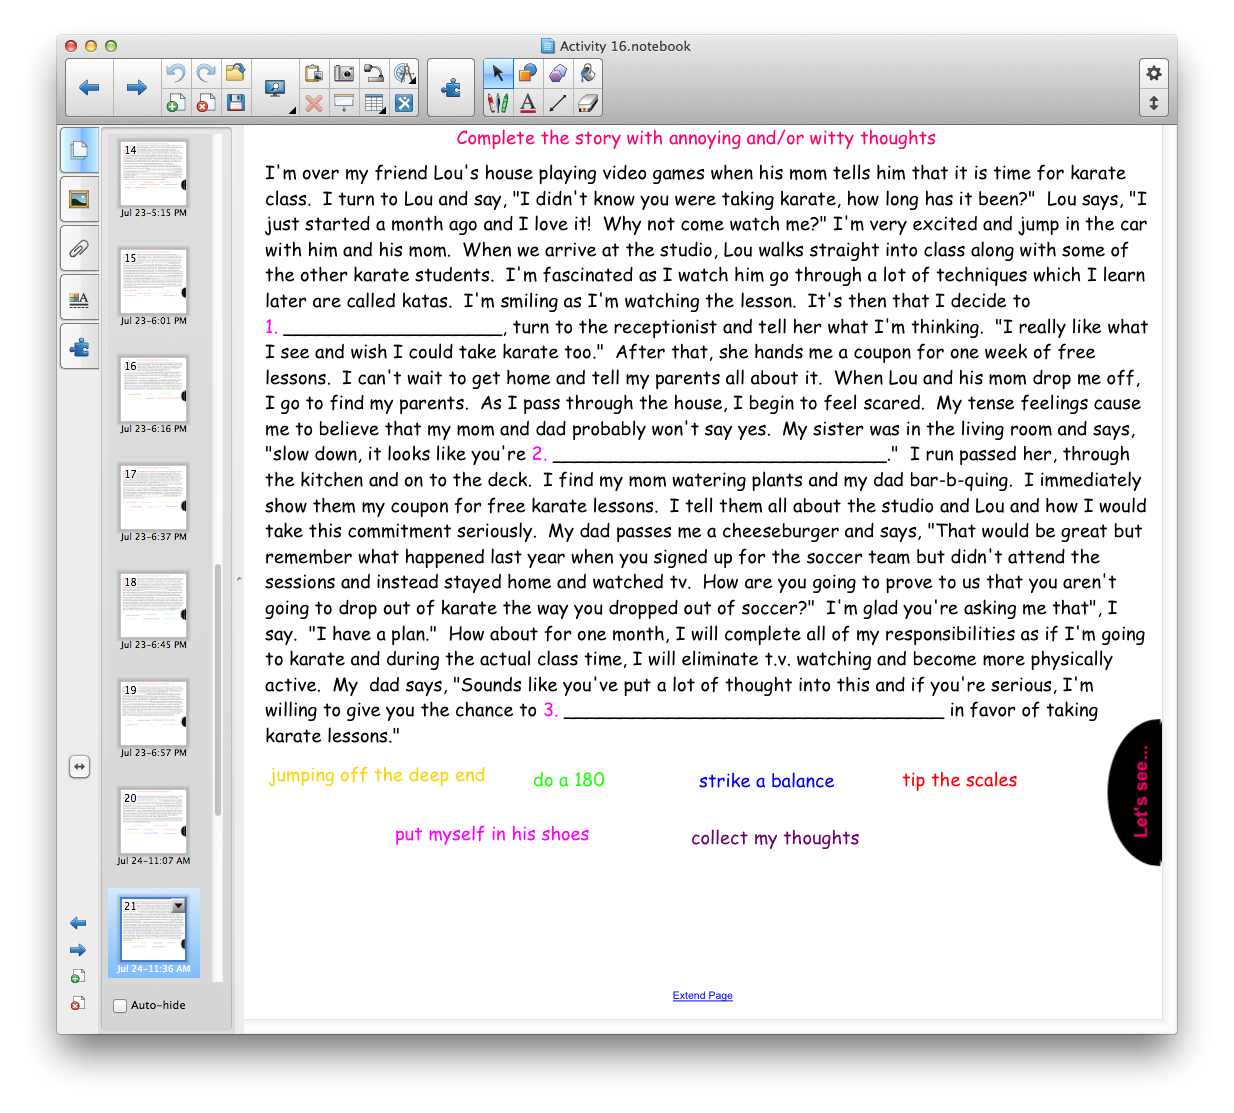 Activity 16.notebook
14
Jul 23-5:15 PM
15
Jul 23-6:01 PM
16
Jul 23-6:16 PM
17
Jul 23-6:37 PM
18
Jul 23-6:45 PM
19
Jul 23-6:57 PM
20
Jul 24-11:07 AM
21
Jul 24-11:36 AM
Auto-hide
Complete the story with annoying and/or witty thoughts
I'm over my friend Lou's house playing video games when his mom tells him that it is time for karate
class. I turn to Lou and say, "I didn't know you were taking karate, how long has it been?" Lou says, "I
just started a month ago and I love it! Why not come watch me?" I'm very excited and jump in the car
with him and his mom. When we arrive at the studio, Lou walks straight into class along with some of
the other karate students. I'm fascinated as I watch him go through a lot of techniques which I learn
later are called katas. I'm smiling as I'm watching the lesson. It's then that I decide to
1. ___________________, turn to the receptionist and tell her what I'm thinking. "I really like what
I see and wish I could take karate too." After that, she hands me a coupon for one week of free
lessons. I can't wait to get home and tell my parents all about it. When Lou and his mom drop me off,
I go to find my parents. As I pass through the house, I begin to feel scared. My tense feelings cause
me to believe that my mom and dad probably won't say yes. My sister was in the living room and says,
"slow down, it looks like you're 2. _____________________________." I run passed her, through
the kitchen and on to the deck. I find my mom watering plants and my dad bar-b-quing. I immediately
show them my coupon for free karate lessons. I tell them all about the studio and Lou and how I would
take this commitment seriously. My dad passes me a cheeseburger and says, "That would be great but
remember what happened last year when you signed up for the soccer team but didn't attend the
sessions and instead stayed home and watched tv. How are you going to prove to us that you aren't
going to drop out of karate the way you dropped out of soccer?" I'm glad you're asking me that", I
say. "I have a plan." How about for one month, I will complete all of my responsibilities as if I'm going
to karate and during the actual class time, I will eliminate t.v. watching and become more physically
active. My dad says, "Sounds like you've put a lot of thought into this and if you're serious, I'm
willing to give you the chance to 3. _________________________________ in favor of taking
karate lessons."
jumping off the deep end
do a 180
strike a balance
tip the scales
put myself in his shoes
collect my thoughts
Let's see...
Extend Page